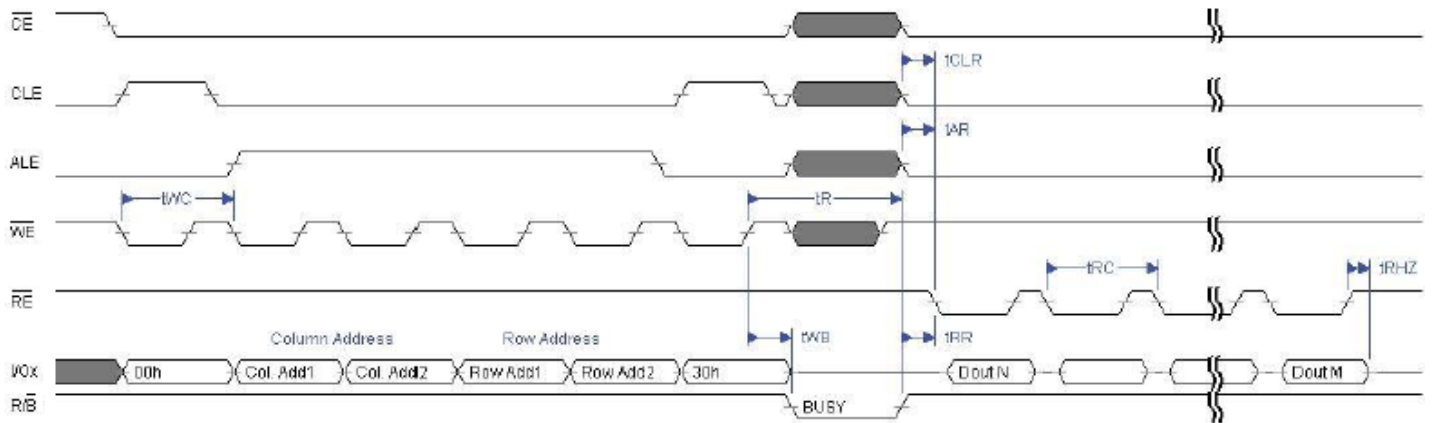 CE
tCLR
CLE
tAR
ALE
tWC
tR
WE
tRC
tRHZ
RE
Column Address
Row Address
tWB
tRR
I/Ox
00h
Col. Add1
Col. Add2
Row Add1
Row Add2
30h
Dout N
Dout M
R/B
BUSY